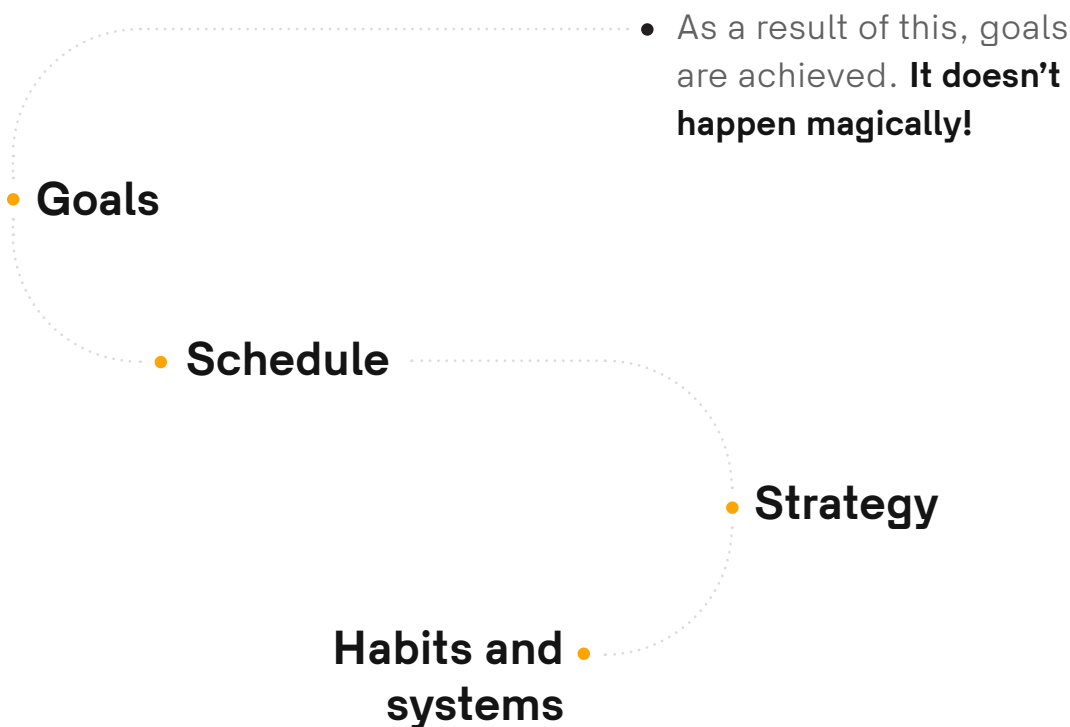 As a result of this, goals
are achieved. It doesn’t
happen magically!
Goals
Schedule
Strategy
Habits and
systems